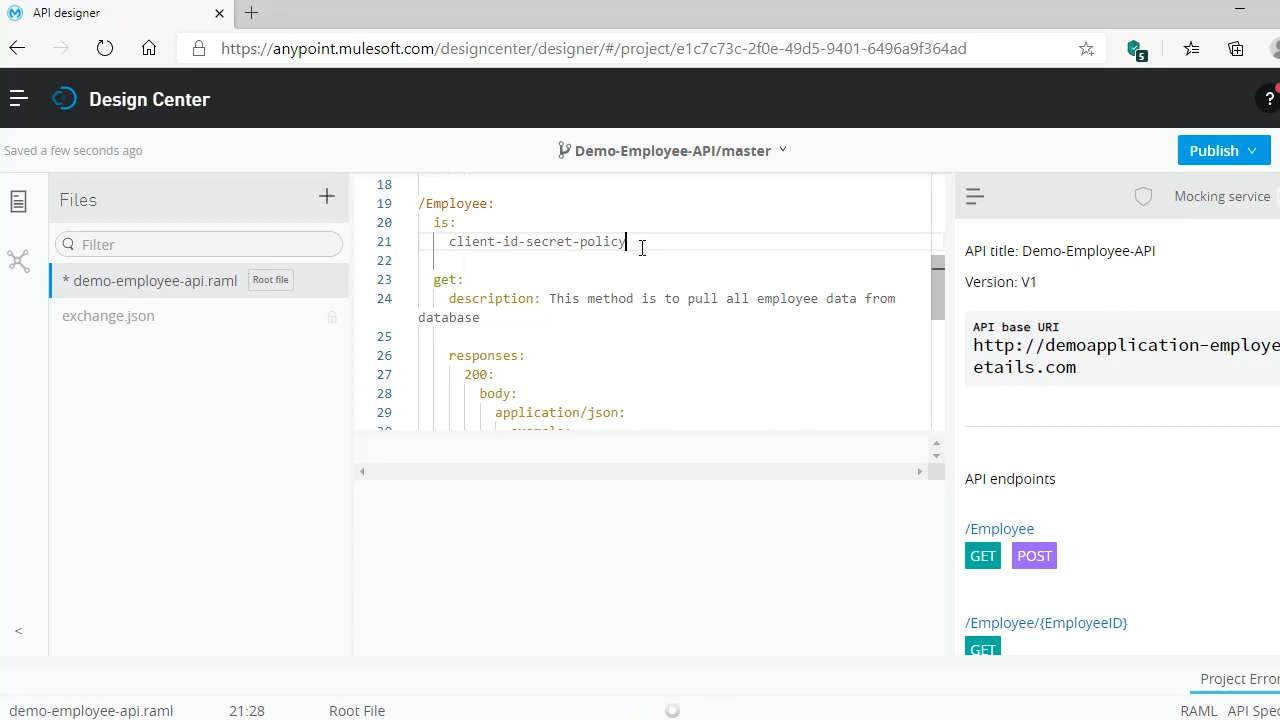 API designer
https://anypoint.mulesoft.com/designcenter/designer/#/project/e1c7c73c-2f0e-49d5-9401-6496a9f364ad
5
Design Center
?
Saved a few seconds ago
Demo-Employee-API/master
Publish
Files
Filter
* demo-employee-api.raml
Root file
exchange.json
<
18
19 /Employee:
20 is:
21 client-id-secret-policy
22
23 get:
24 description: This method is to pull all employee data from
database
25
26 responses:
27 200:
28 body:
29 application/json:
Mocking service
API title: Demo-Employee-API
Version: V1
API base URI
http://demoapplication-employe
etails.com
API endpoints
/Employee
GET POST
/Employee/{EmployeeID}
GET
Project Error
demo-employee-api.raml 21:28 Root File
RAML API Spec